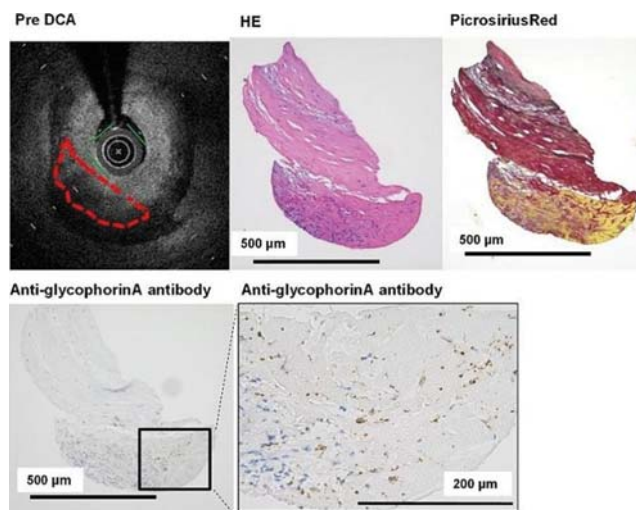 Pre DCA
HE
PicrosiriusRed
500 µm
500 µm
Anti-glycophorinA antibody
Anti-glycophorinA antibody
500 µm
200 µm